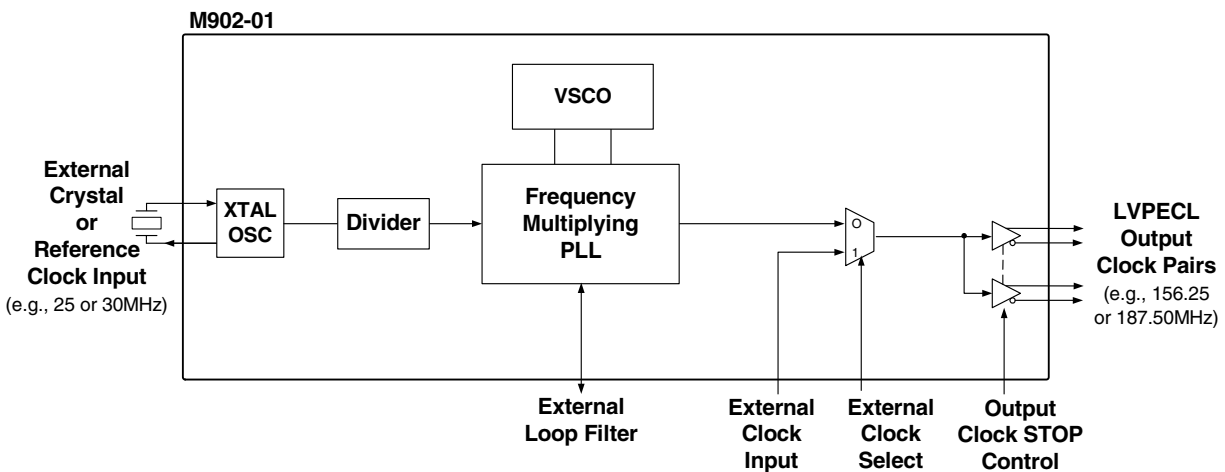 M902-01
VSCO
External
Crystal
or
Reference
Clock Input
(e.g., 25 or 30MHz)
XTAL
OSC
Divider
Frequency
Multiplying
PLL
O
1
LVPECL
Output
Clock Pairs
(e.g., 156.25
or 187.50MHz)
External
Loop Filter
External
Clock
Input
External
Clock
Select
Output
Clock STOP
Control